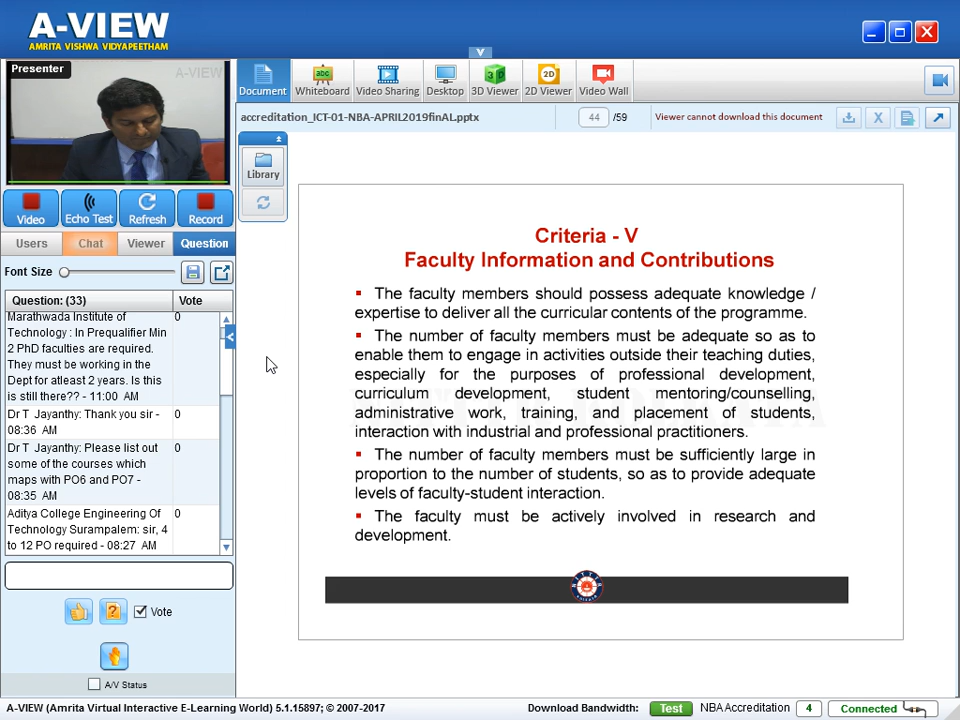 A-VIEW
AMRITA VISHWA VIDYAPEETHAM
Presenter
A-VIEW
Document
Whiteboard
Video Sharing
Desktop
3D Viewer
2D Viewer
Video Wall
accreditation_ICT-01-NBA-APRIL2019finAL.pptx
44 /59
Viewer cannot download this document
Library
Video
Echo Test
Refresh
Record
Users
Chat
Viewer
Question
Font Size
Question: (33)
Vote
Marathwada Institute of
Technology : In Prequalifier Min
2 PhD faculties are required.
They must be working in the
Dept for atleast 2 years. Is this
is still there?? - 11:00 AM
0
Dr T Jayanthy: Thank you sir -
08:36 AM
0
Dr T Jayanthy: Please list out
some of the courses which
maps with PO6 and PO7 -
08:35 AM
0
Aditya College Engineering Of
Technology Surampalem: sir, 4
to 12 PO required - 08:27 AM
0
Vote
A/V Status
Criteria - V
Faculty Information and Contributions
▪ The faculty members should possess adequate knowledge /
expertise to deliver all the curricular contents of the programme.
▪ The number of faculty members must be adequate so as to
enable them to engage in activities outside their teaching duties,
especially for the purposes of professional development,
curriculum development, student mentoring/counselling,
administrative work, training, and placement of students,
interaction with industrial and professional practitioners.
▪ The number of faculty members must be sufficiently large in
proportion to the number of students, so as to provide adequate
levels of faculty-student interaction.
▪ The faculty must be actively involved in research and
development.
A-VIEW (Amrita Virtual Interactive E-Learning World) 5.1.15897; © 2007-2017
Download Bandwidth:
Test
NBA Accreditation
4
Connected